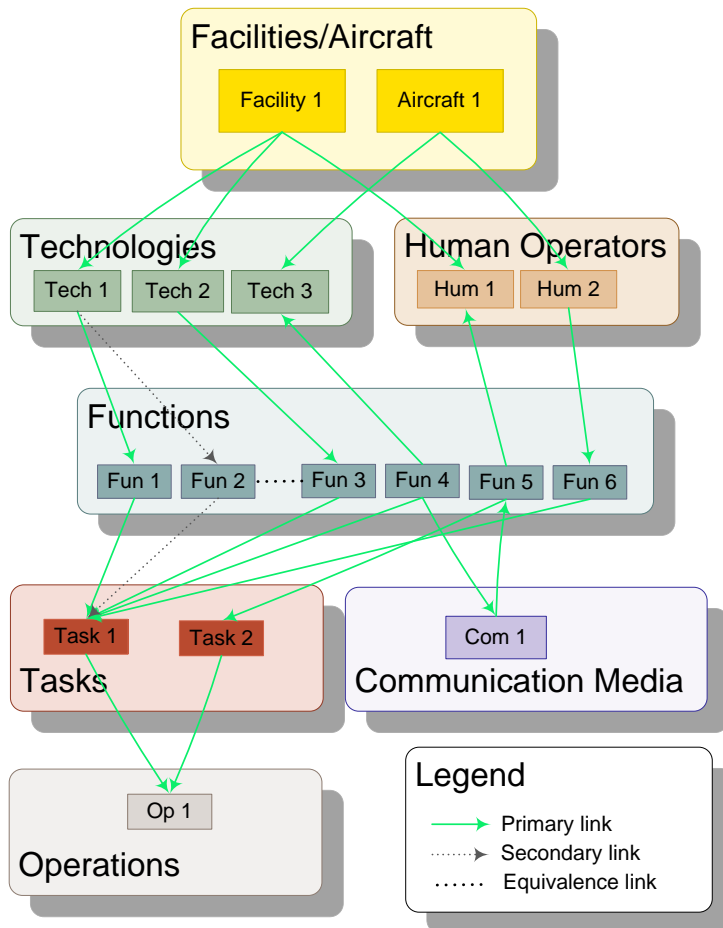 Facilities/Aircraft
Facility 1
Aircraft 1
Technologies
Tech 1
Tech 2
Tech 3
Human Operators
Hum 1
Hum 2
Functions
Fun 1
Fun 2
Fun 3
Fun 4
Fun 5
Fun 6
Task 1
Task 2
Tasks
Com 1
Communication Media
Op 1
Operations
Legend
Primary link
Secondary link
Equivalence link